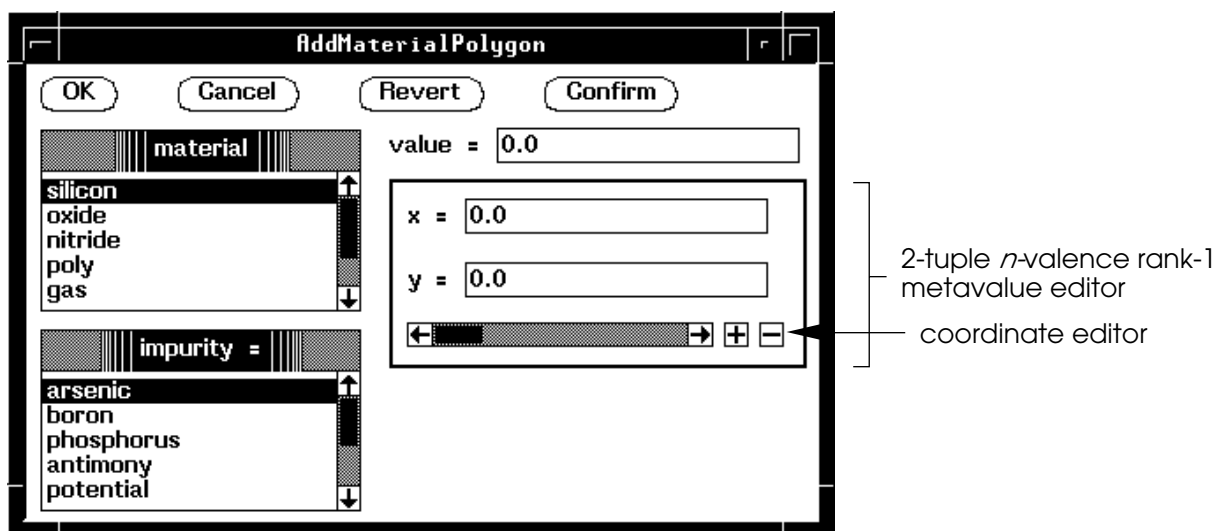 AddMaterialPolygon
OK Cancel Revert Confirm
material
silicon
oxide
nitride
poly
gas
impurity =
arsenic
boron
phosphorus
antimony
potential
value = 0.0
x = 0.0
y = 0.0
+ −
2-tuple n-valence rank-1
metavalue editor
coordinate editor